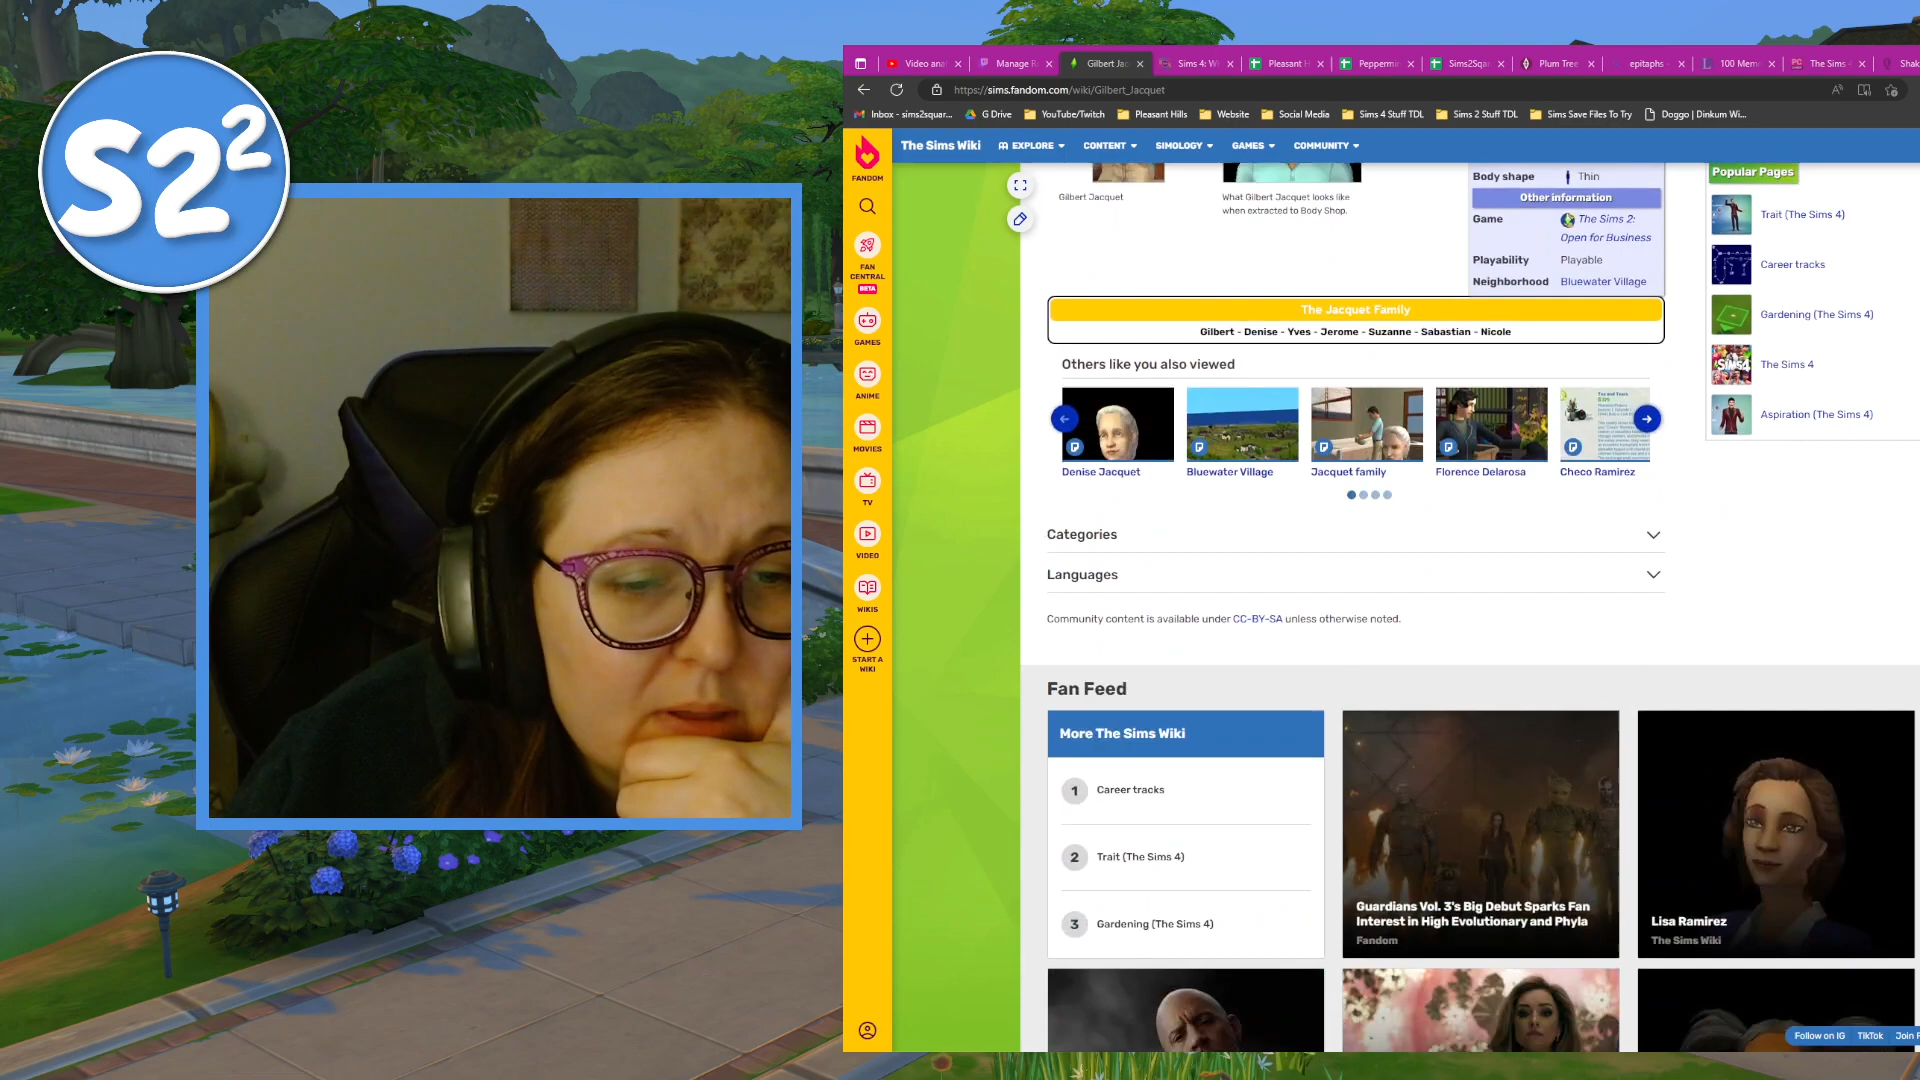 S2²
Video ana
Manage R
Gilbert Jac
Sims 4: W
Pleasant H
Peppermin
Sims2Squa
Plum Tree
epitaphs -
100 Mem
The Sims
Shak
https://sims.fandom.com/wiki/Gilbert_Jacquet
Inbox - sims2squar...
G Drive
YouTube/Twitch
Pleasant Hills
Website
Social Media
Sims 4 Stuff TDL
Sims 2 Stuff TDL
Sims Save Files To Try
Doggo | Dinkum Wi...
FANDOM
FAN
CENTRAL
BETA
GAMES
ANIME
MOVIES
TV
VIDEO
WIKIS
START A
WIKI
The Sims Wiki
EXPLORE
CONTENT
SIMOLOGY
GAMES
COMMUNITY
Gilbert Jacquet
What Gilbert Jacquet looks like
when extracted to Body Shop.
Body shape Thin
Other information
Game The Sims 2:
Open for Business
Playability Playable
Neighborhood Bluewater Village
The Jacquet Family
Gilbert - Denise - Yves - Jerome - Suzanne - Sabastian - Nicole
Others like you also viewed
Denise Jacquet
Bluewater Village
Jacquet family
Florence Delarosa
Checo Ramirez
Categories
Languages
Community content is available under CC-BY-SA unless otherwise noted.
Popular Pages
Trait (The Sims 4)
Career tracks
Gardening (The Sims 4)
SIMS4
The Sims 4
Aspiration (The Sims 4)
Fan Feed
More The Sims Wiki
1 Career tracks
2 Trait (The Sims 4)
3 Gardening (The Sims 4)
Guardians Vol. 3's Big Debut Sparks Fan
Interest in High Evolutionary and Phyla
Fandom
Lisa Ramirez
The Sims Wiki
Follow on IG
TikTok
Join F